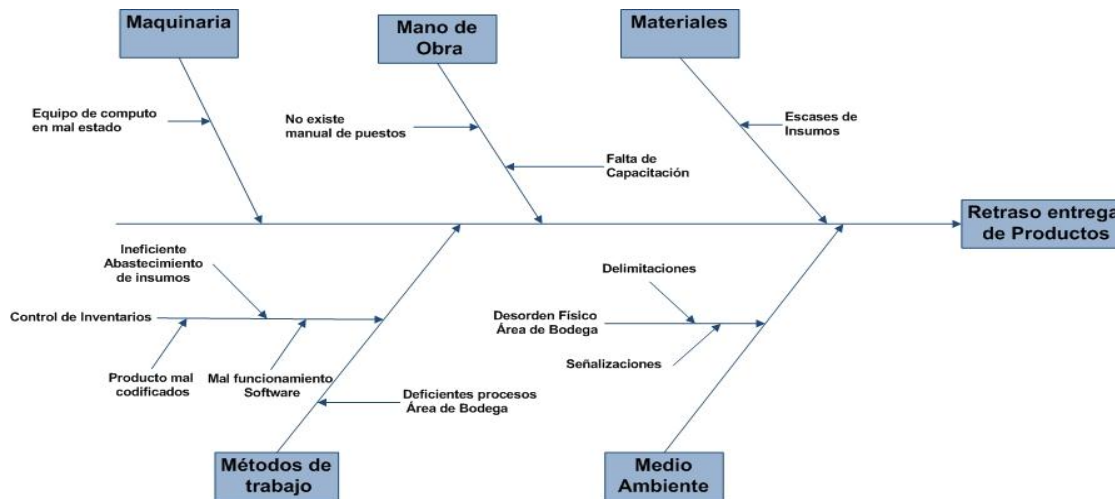 Maquinaria
Mano de
Obra
Materiales
Equipo de computo
en mal estado
No existe
manual de puestos
Escases de
Insumos
Falta de
Capacitación
Retraso entrega
de Productos
Ineficiente
Abastecimiento
de insumos
Control de Inventarios
Producto mal
codificados
Mal funcionamiento
Software
Deficientes procesos
Área de Bodega
Delimitaciones
Desorden Físico
Área de Bodega
Señalizaciones
Métodos de
trabajo
Medio
Ambiente